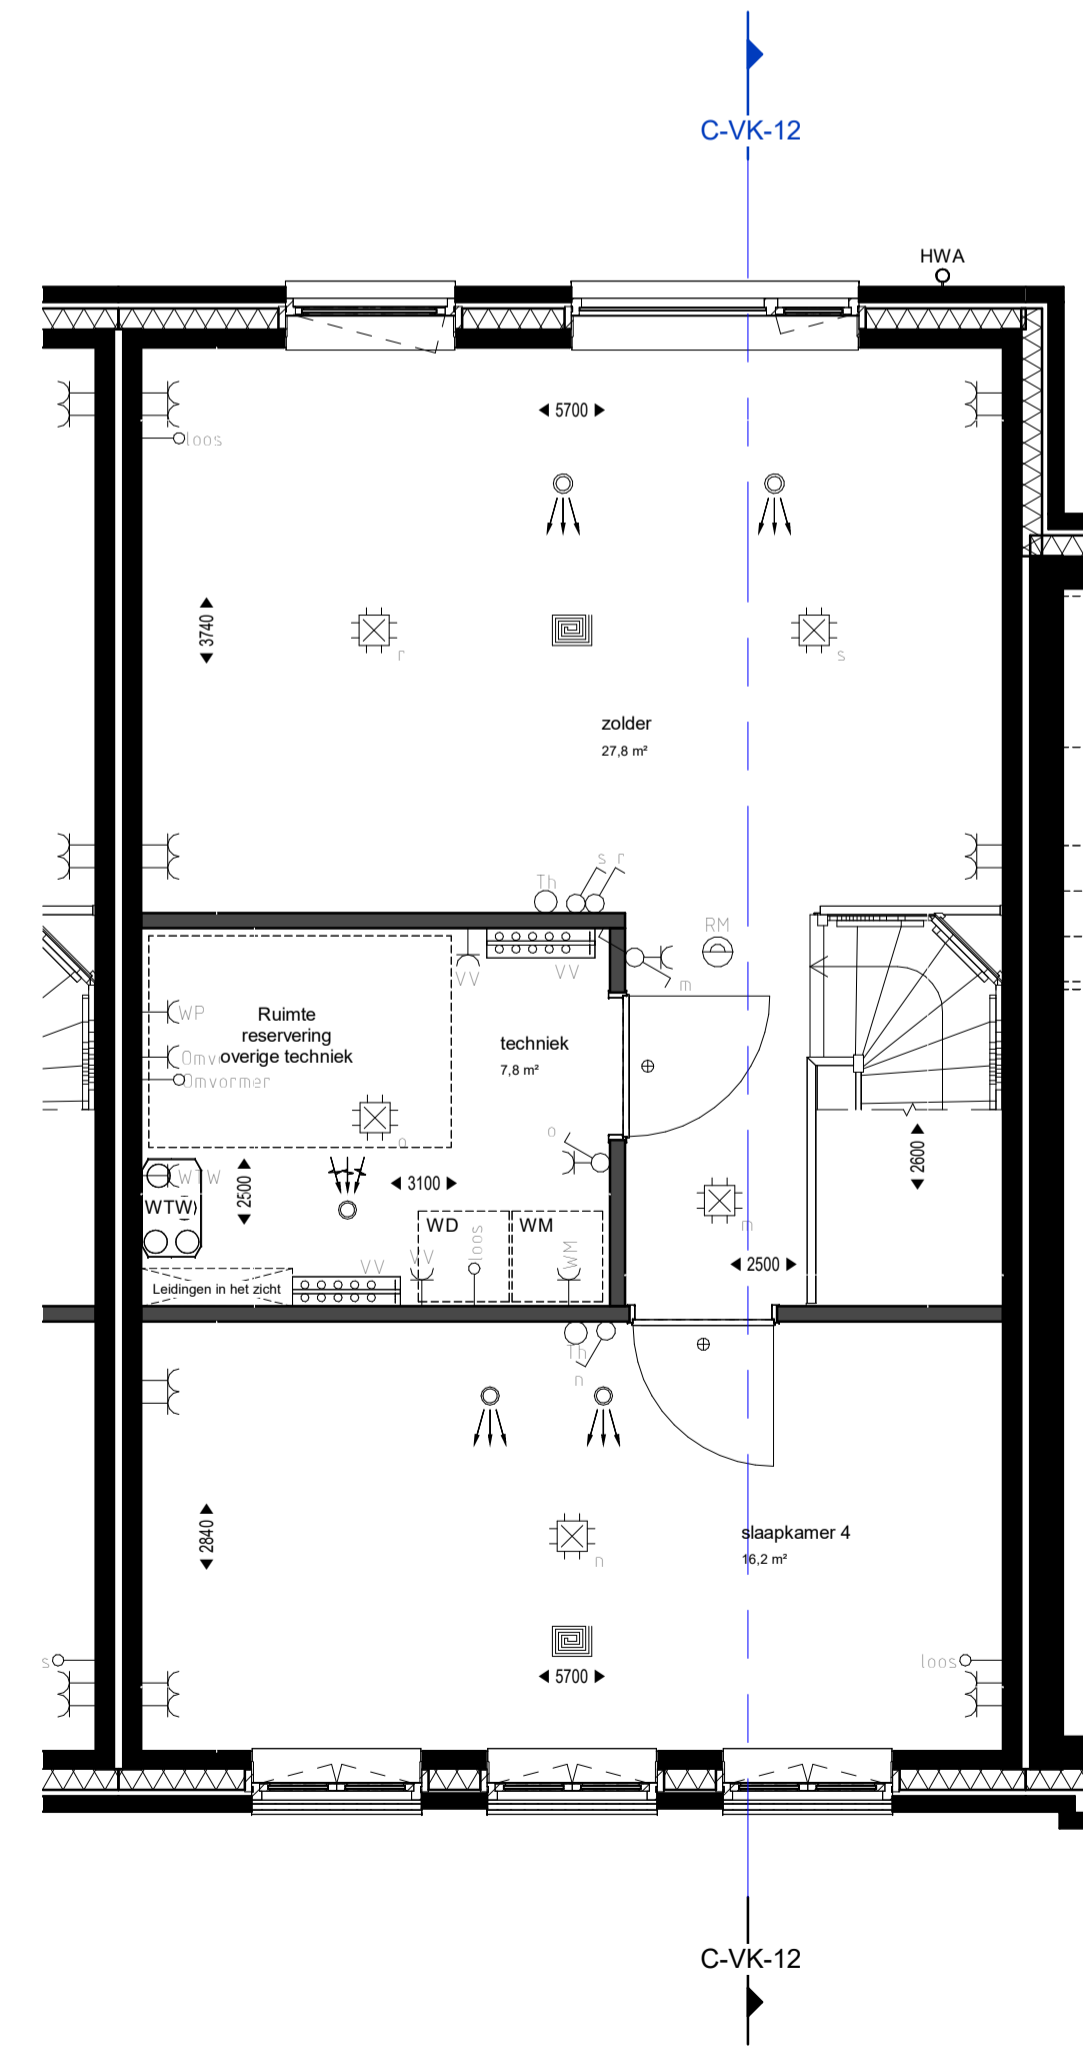 C-VK-12
HWA
5700
loos
3740
r
s
zolder
27,8 m²
s r
Th
RM
VV
VV
m
WP
Ruimte
reservering
overige techniek
techniek
7,8 m²
Omvormer
o
o
WTW
WTW
2500
3100
2600
WD
WM
m
loos
VV
WM
2500
VV
Leidingen in het zicht
Th
n
2840
slaapkamer 4
16,2 m²
n
s
loos
5700
C-VK-12